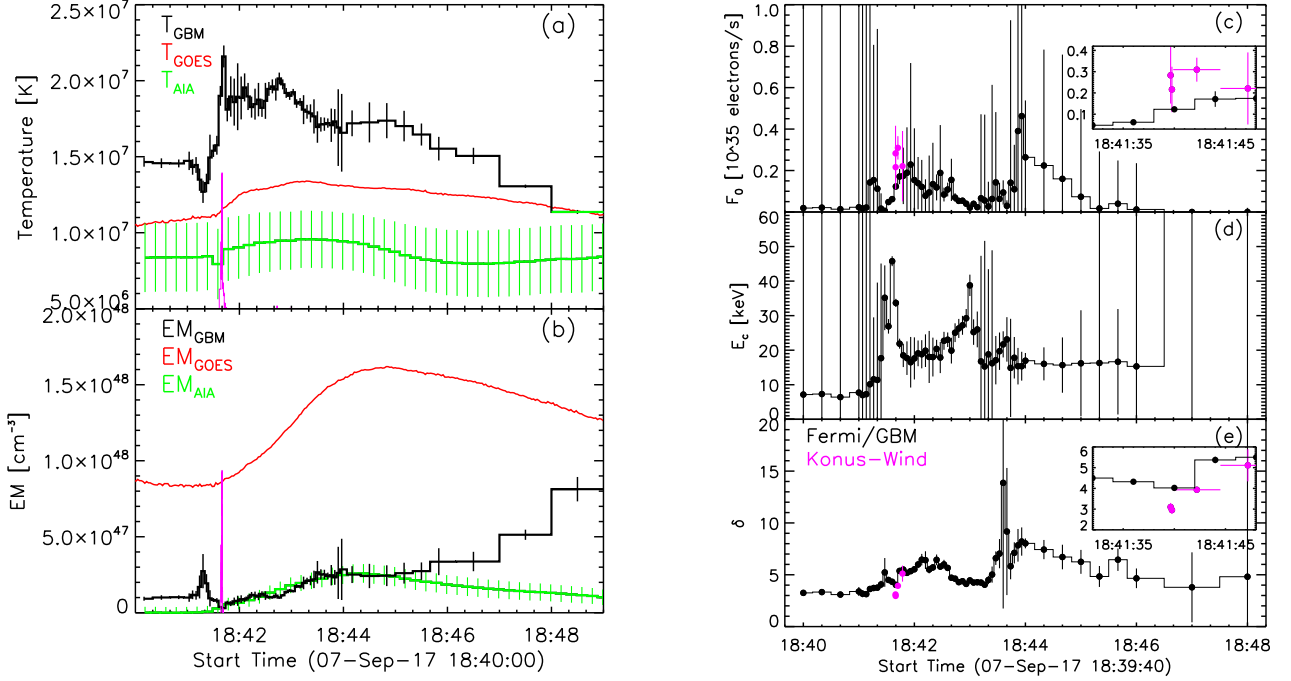 (a)
T_GBM
T_GOES
T_AIA
Temperature [K]
2.5×10⁷
2.0×10⁷
1.5×10⁷
1.0×10⁷
5.0×10⁶
(b)
EM_GBM
EM_GOES
EM_AIA
EM [cm⁻³]
2.0×10⁴⁸
1.5×10⁴⁸
1.0×10⁴⁸
5.0×10⁴⁷
0
18:42 18:44 18:46 18:48
Start Time (07-Sep-17 18:40:00)
(c)
F₀ [10^35 electrons/s]
1.0
0.8
0.6
0.4
0.2
0.4
0.3
0.2
0.1
18:41:35 18:41:45
(d)
E_c [keV]
60
50
40
30
20
10
0
(e)
Fermi/GBM
Konus-Wind
δ
20
15
10
5
0
6
5
4
3
2
18:41:35 18:41:45
18:40 18:42 18:44 18:46 18:48
Start Time (07-Sep-17 18:39:40)